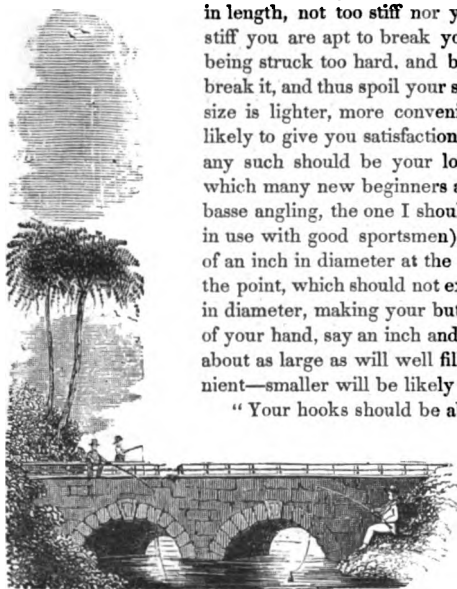 in length, not too stiff nor y
stiff you are apt to break yo
being struck too hard, and b
break it, and thus spoil your s
size is lighter, more conveni
likely to give you satisfaction
any such should be your lo
which many new beginners a
basse angling, the one I shoul
in use with good sportsmen)
of an inch in diameter at the
the point, which should not ex
in diameter, making your but
of your hand, say an inch and
about as large as will well fil
nient—smaller will be likely
“ Your hooks should be al